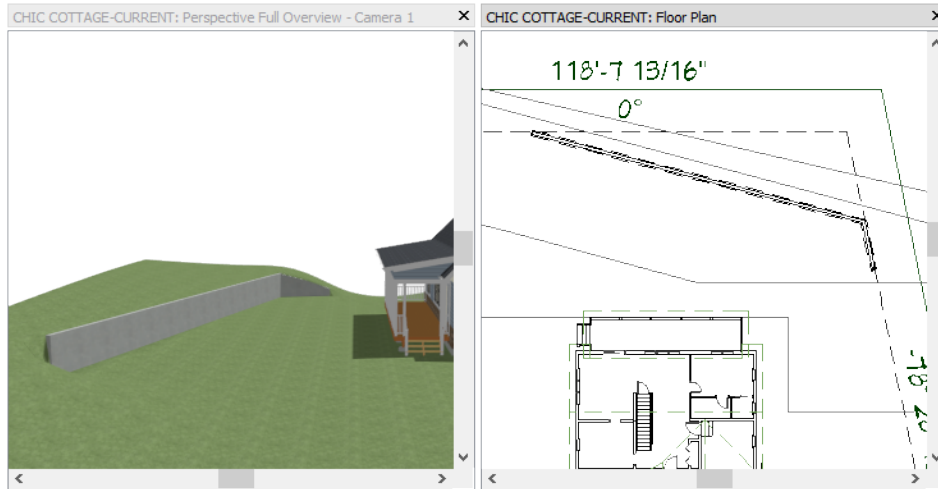 CHIC COTTAGE-CURRENT: Perspective Full Overview - Camera 1
CHIC COTTAGE-CURRENT: Floor Plan
118'-7 13/16"
0°